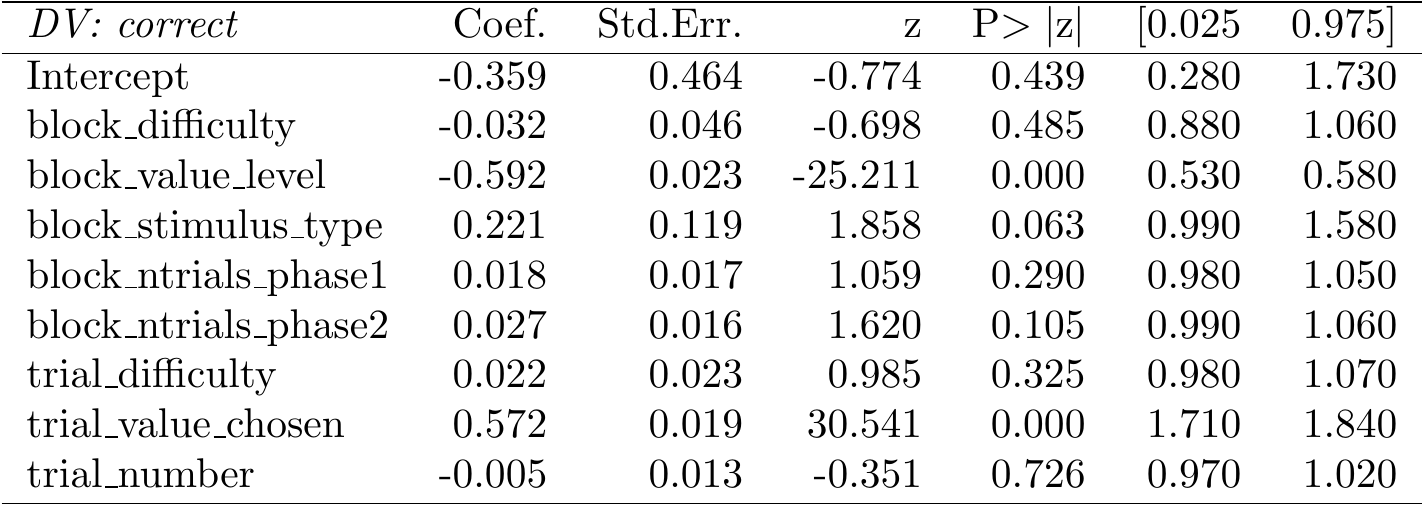 DV: correct Coef. Std.Err. z P> |z| [0.025 0.975]
Intercept -0.359 0.464 -0.774 0.439 0.280 1.730
block_difficulty -0.032 0.046 -0.698 0.485 0.880 1.060
block_value_level -0.592 0.023 -25.211 0.000 0.530 0.580
block_stimulus_type 0.221 0.119 1.858 0.063 0.990 1.580
block_ntrials_phase1 0.018 0.017 1.059 0.290 0.980 1.050
block_ntrials_phase2 0.027 0.016 1.620 0.105 0.990 1.060
trial_difficulty 0.022 0.023 0.985 0.325 0.980 1.070
trial_value_chosen 0.572 0.019 30.541 0.000 1.710 1.840
trial_number -0.005 0.013 -0.351 0.726 0.970 1.020